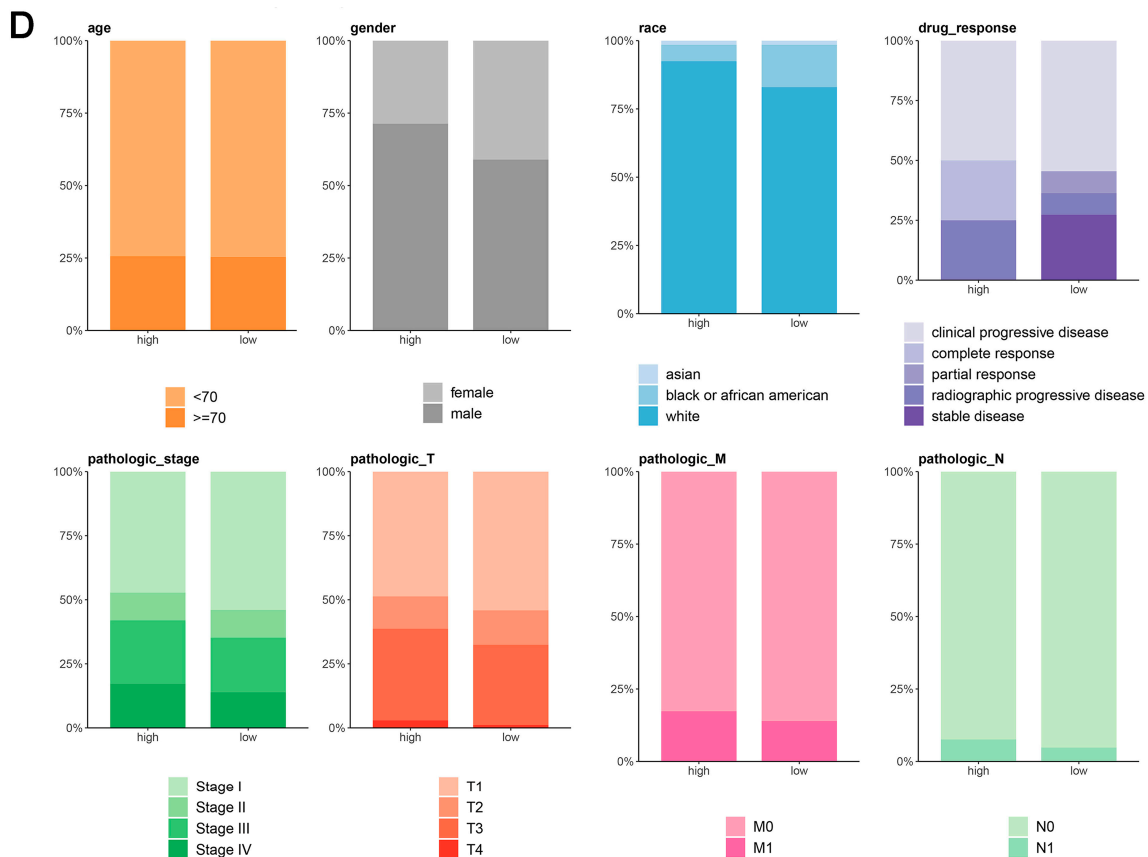 D
age
100%
75%
50%
25%
0%
high low
<70
>=70
gender
100%
75%
50%
25%
0%
high low
female
male
race
100%
75%
50%
25%
0%
high low
asian
black or african american
white
drug_response
100%
75%
50%
25%
0%
high low
clinical progressive disease
complete response
partial response
radiographic progressive disease
stable disease
pathologic_stage
100%
75%
50%
25%
0%
high low
Stage I
Stage II
Stage III
Stage IV
pathologic_T
100%
75%
50%
25%
0%
high low
T1
T2
T3
T4
pathologic_M
100%
75%
50%
25%
0%
high low
M0
M1
pathologic_N
100%
75%
50%
25%
0%
high low
N0
N1